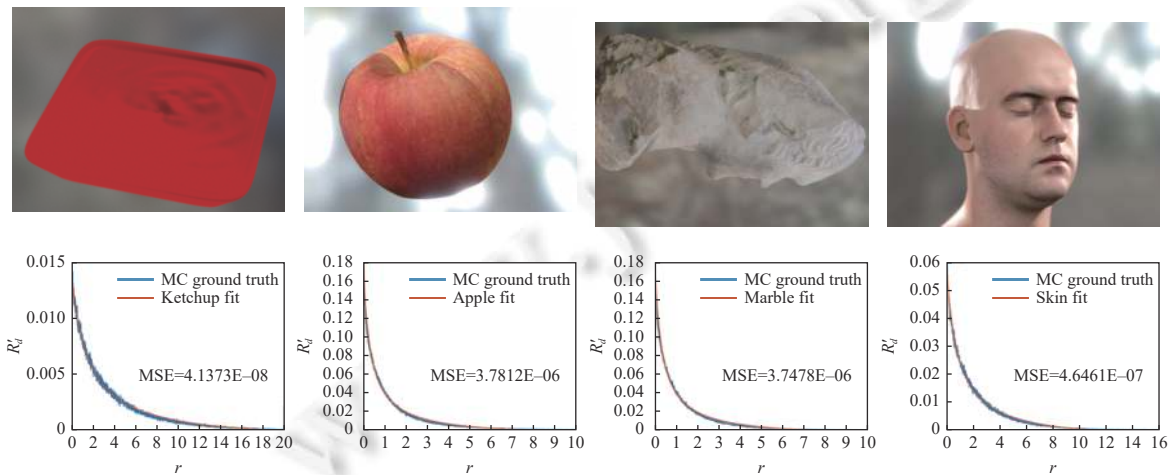 0.015
0.010
0.005
0
MC ground truth
Ketchup fit
MSE=4.1373E–08
R′d
0 2 4 6 8 10 12 14 16 18 20
r
0.18
0.16
0.14
0.12
0.10
0.08
0.06
0.04
0.02
0
MC ground truth
Apple fit
MSE=3.7812E–06
R′d
0 1 2 3 4 5 6 7 8 9 10
r
0.18
0.16
0.14
0.12
0.10
0.08
0.06
0.04
0.02
0
MC ground truth
Marble fit
MSE=3.7478E–06
R′d
0 1 2 3 4 5 6 7 8 9 10
r
0.06
0.05
0.04
0.03
0.02
0.01
0
MC ground truth
Skin fit
MSE=4.6461E–07
R′d
0 2 4 6 8 10 12 14 16
r